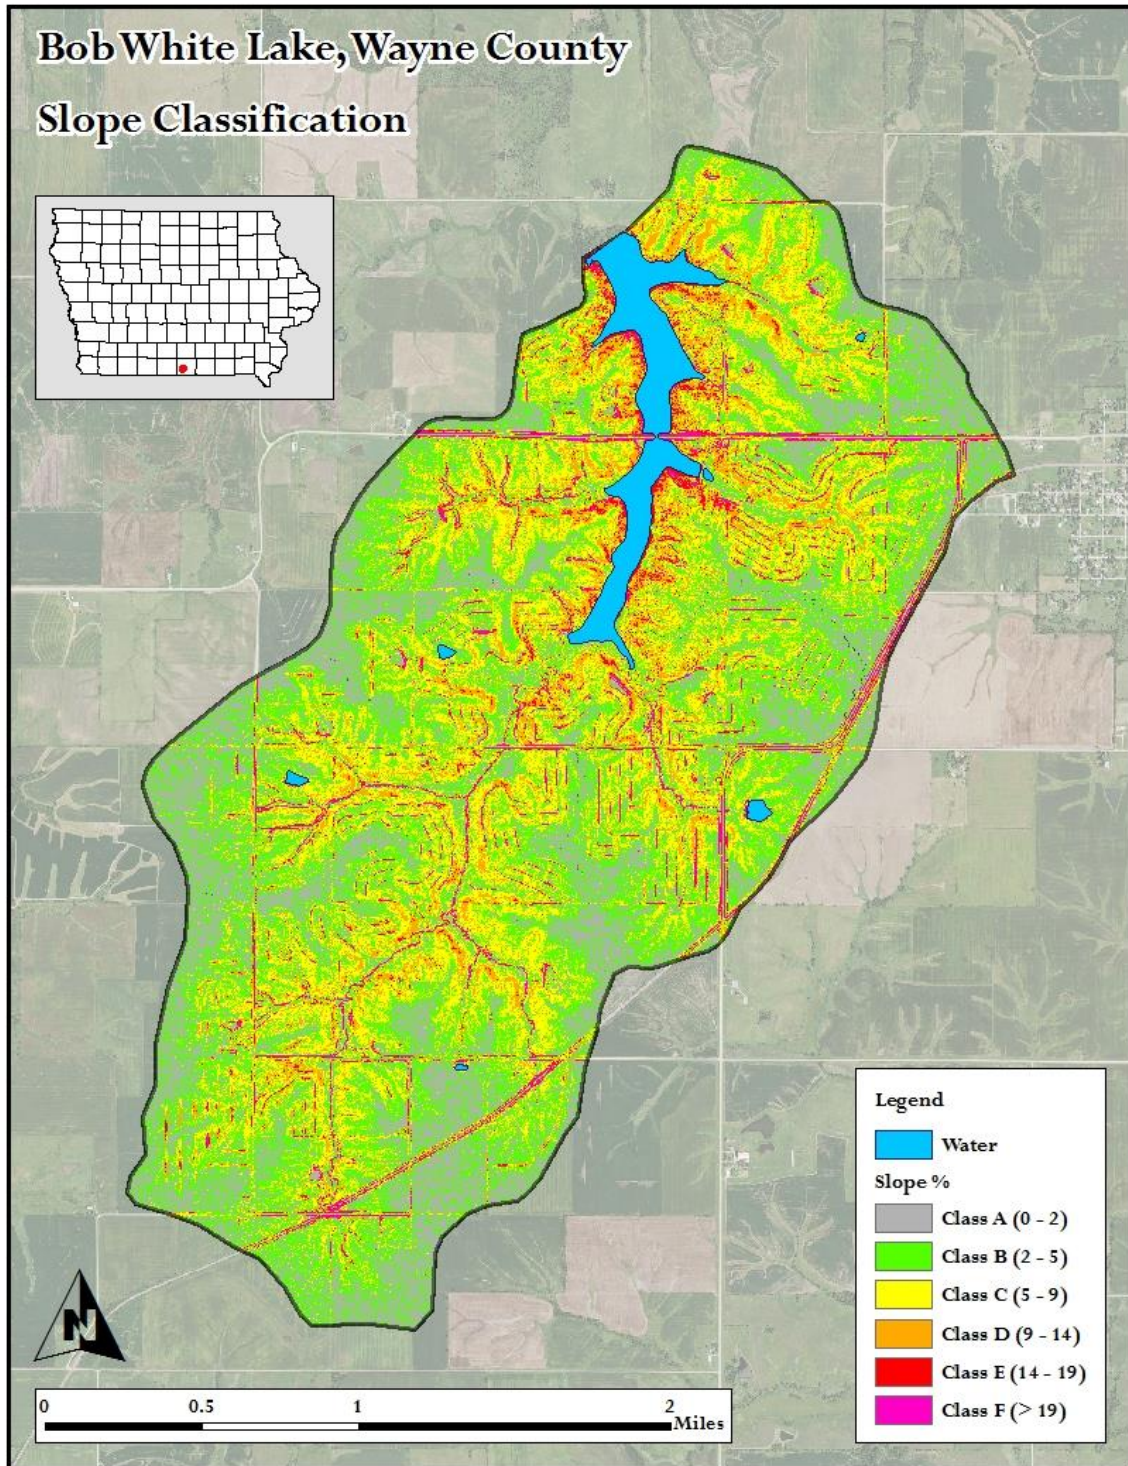 Bob White Lake, Wayne County
Slope Classification
Legend
Water
Slope %
Class A (0 - 2)
Class B (2 - 5)
Class C (5 - 9)
Class D (9 - 14)
Class E (14 - 19)
Class F (> 19)
N
0 0.5 1 2
Miles